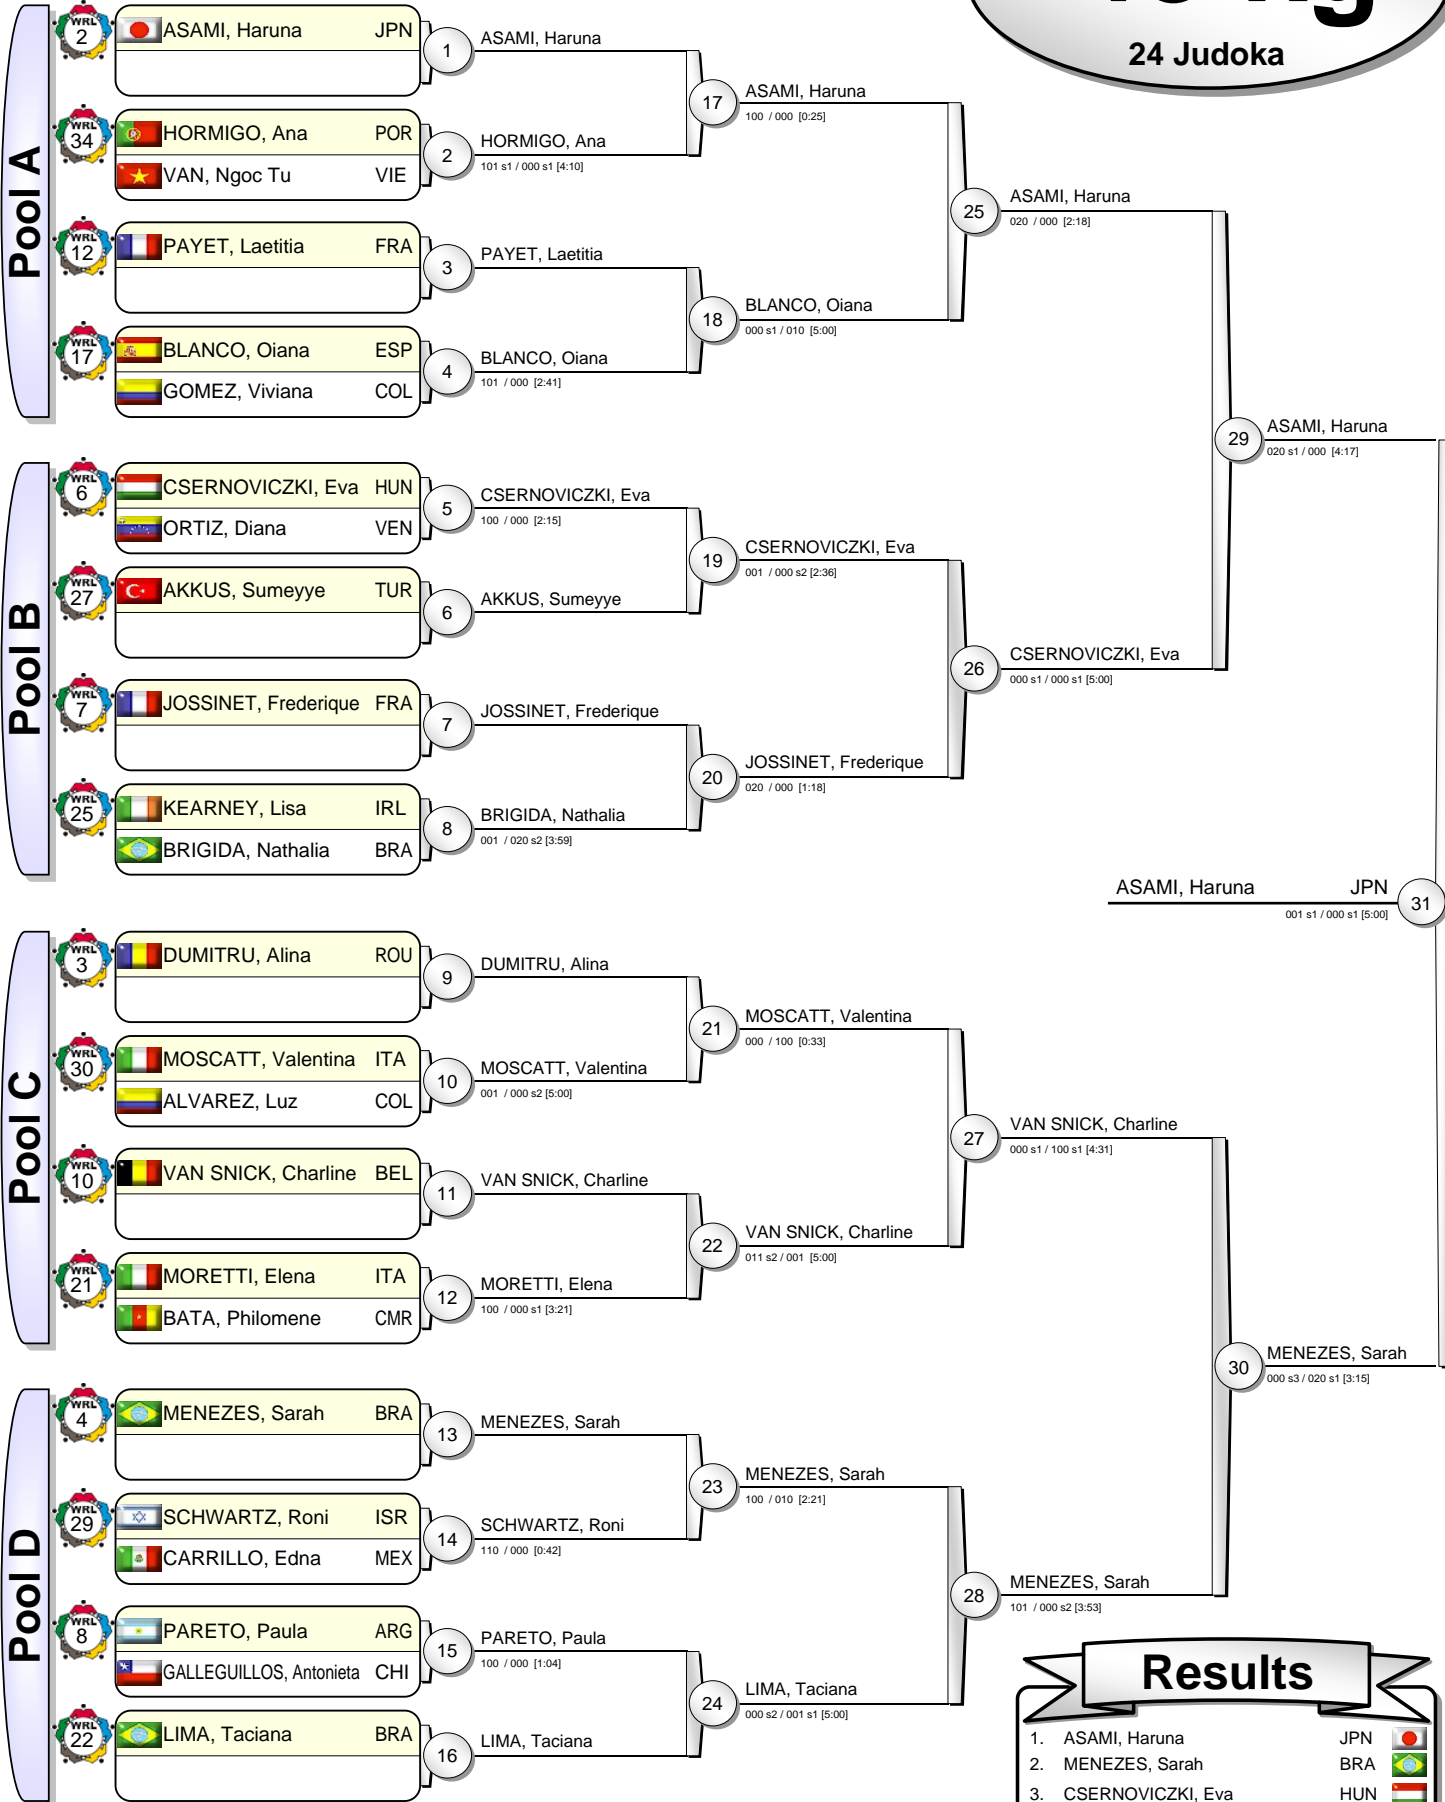 24 Judoka
Pool A
WRL 2
ASAMI, Haruna JPN
WRL 34
HORMIGO, Ana POR
VAN, Ngoc Tu VIE
WRL 12
PAYET, Laetitia FRA
WRL 17
BLANCO, Oiana ESP
GOMEZ, Viviana COL
1
ASAMI, Haruna
2
HORMIGO, Ana
101 s1 / 000 s1 [4:10]
3
PAYET, Laetitia
4
BLANCO, Oiana
101 / 000 [2:41]
17
ASAMI, Haruna
100 / 000 [0:25]
18
BLANCO, Oiana
000 s1 / 010 [5:00]
25
ASAMI, Haruna
020 / 000 [2:18]
Pool B
WRL 6
CSERNOVICZKI, Eva HUN
ORTIZ, Diana VEN
WRL 27
AKKUS, Sumeyye TUR
WRL 7
JOSSINET, Frederique FRA
WRL 25
KEARNEY, Lisa IRL
BRIGIDA, Nathalia BRA
5
CSERNOVICZKI, Eva
100 / 000 [2:15]
6
AKKUS, Sumeyye
7
JOSSINET, Frederique
8
BRIGIDA, Nathalia
001 / 020 s2 [3:59]
19
CSERNOVICZKI, Eva
001 / 000 s2 [2:36]
20
JOSSINET, Frederique
020 / 000 [1:18]
26
CSERNOVICZKI, Eva
000 s1 / 000 s1 [5:00]
29
ASAMI, Haruna
020 s1 / 000 [4:17]
ASAMI, Haruna JPN
001 s1 / 000 s1 [5:00]
31
Pool C
WRL 3
DUMITRU, Alina ROU
WRL 30
MOSCATT, Valentina ITA
ALVAREZ, Luz COL
WRL 10
VAN SNICK, Charline BEL
WRL 21
MORETTI, Elena ITA
BATA, Philomene CMR
9
DUMITRU, Alina
10
MOSCATT, Valentina
001 / 000 s2 [5:00]
11
VAN SNICK, Charline
12
MORETTI, Elena
100 / 000 s1 [3:21]
21
MOSCATT, Valentina
000 / 100 [0:33]
22
VAN SNICK, Charline
011 s2 / 001 [5:00]
27
VAN SNICK, Charline
000 s1 / 100 s1 [4:31]
Pool D
WRL 4
MENEZES, Sarah BRA
WRL 29
SCHWARTZ, Roni ISR
CARRILLO, Edna MEX
WRL 8
PARETO, Paula ARG
GALLEGUILLOS, Antonieta CHI
WRL 22
LIMA, Taciana BRA
13
MENEZES, Sarah
14
SCHWARTZ, Roni
110 / 000 [0:42]
15
PARETO, Paula
100 / 000 [1:04]
16
LIMA, Taciana
23
MENEZES, Sarah
100 / 010 [2:21]
24
LIMA, Taciana
000 s2 / 001 s1 [5:00]
28
MENEZES, Sarah
101 / 000 s2 [3:53]
30
MENEZES, Sarah
000 s3 / 020 s1 [3:15]
Results
1. ASAMI, Haruna JPN
2. MENEZES, Sarah BRA
3. CSERNOVICZKI, Eva HUN